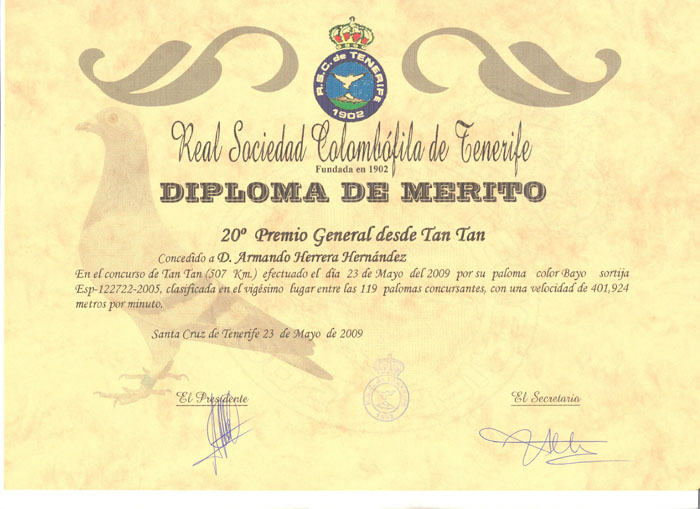 R.S.C. de TENERIFE
1902
Real Sociedad Colombófila de Tenerife
Fundada en 1902
DIPLOMA DE MERITO
20º Premio General desde Tan Tan
Concedido a D. Armando Herrera Hernández
En el concurso de Tan Tan (507 Km.) efectuado el dia 23 de Mayo del 2009 por su paloma color Bayo sortija
Esp-122722-2005, clasificada en el vigésimo lugar entre las 119 palomas concursantes, con una velocidad de 401,924
metros por minuto.
Santa Cruz de Tenerife 23 de Mayo de 2009
El Presidente
El Secretario
1902